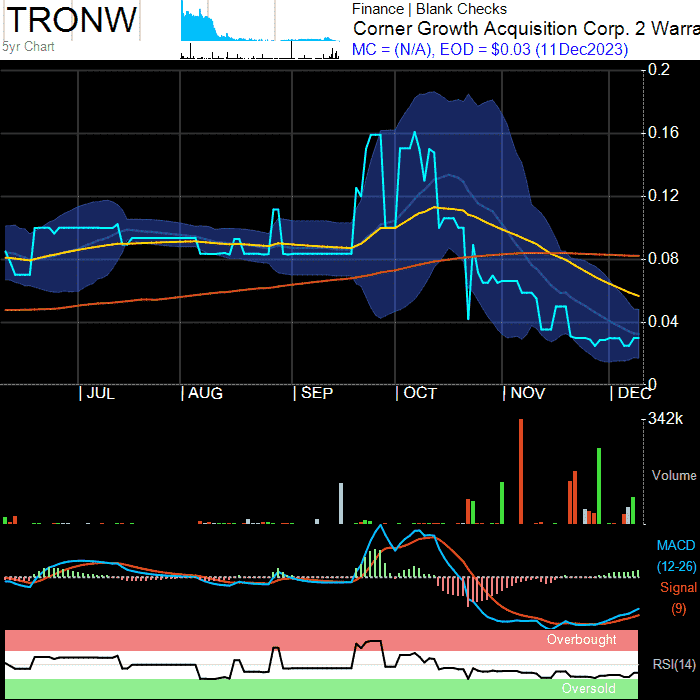 TRONW
5yr Chart
Finance | Blank Checks
Corner Growth Acquisition Corp. 2 Warra
MC = (N/A), EOD = $0.03 (11Dec2023)
0.2
0.16
0.12
0.08
0.04
0
JUL AUG SEP OCT NOV DEC
342k
Volume
MACD
(12-26)
Signal
(9)
Overbought
RSI(14)
Oversold